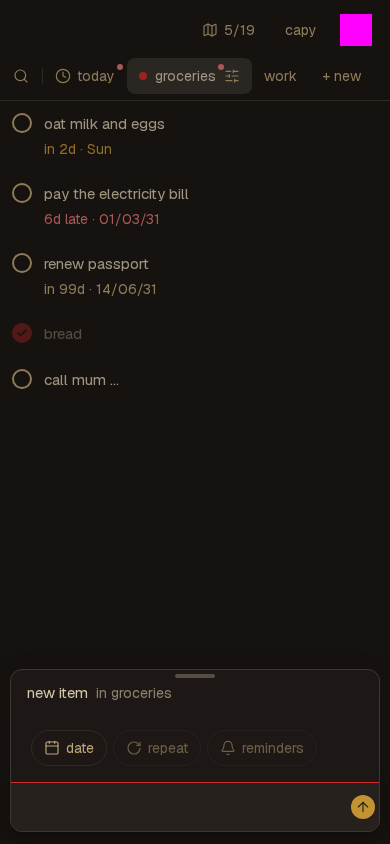 5/19 capy
today groceries work + new
oat milk and eggs
in 2d · Sun
pay the electricity bill
6d late · 01/03/31
renew passport
in 99d · 14/06/31
bread
call mum ...
new item in groceries
date repeat reminders